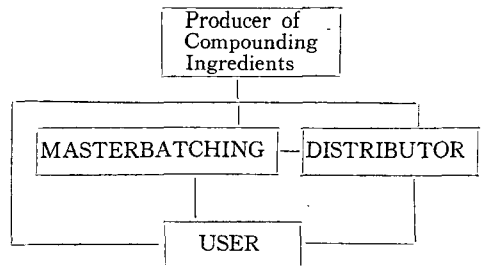 Producer of
Compounding
Ingredients
MASTERBATCHING
DISTRIBUTOR
USER